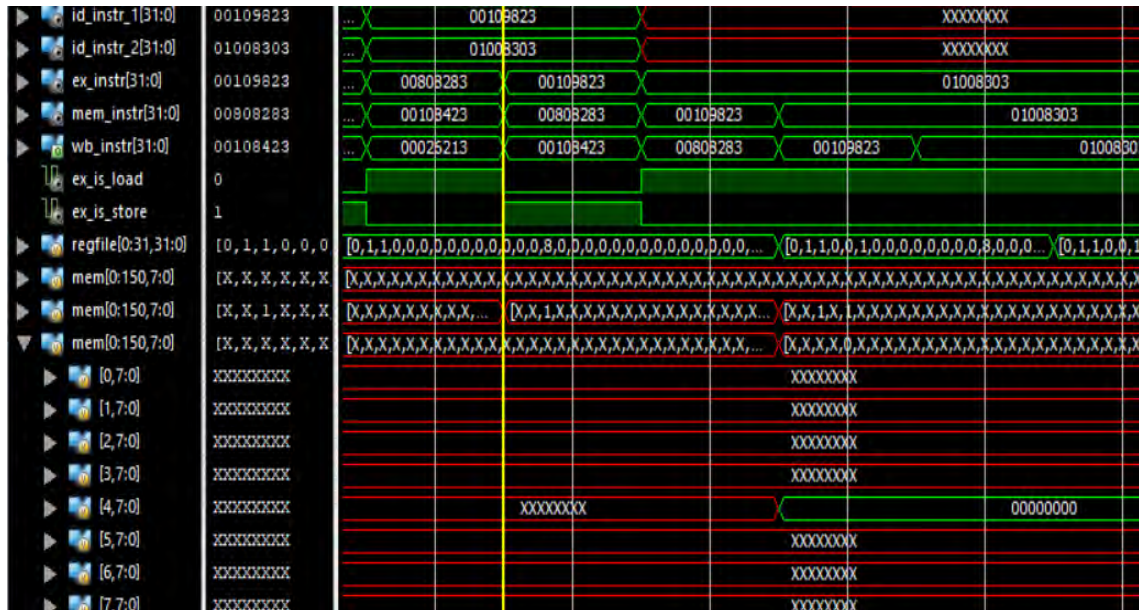 id_instr_1[31:0] 00109823 ... 00109823 XXXXXXXX
id_instr_2[31:0] 01008303 ... 01008303 XXXXXXXX
ex_instr[31:0] 00109823 ... 00808283 00109823 01008303
mem_instr[31:0] 00808283 ... 00108423 00808283 00109823 01008303
wb_instr[31:0] 00108423 ... 00025213 00108423 00808283 00109823 0100830
ex_is_load 0
ex_is_store 1
regfile[0:31,31:0] [0,1,1,0,0,0 [0,1,1,0,0,0,0,0,0,0,0,0,0,0,8,0,0,0,0,0,0,0,0,0,0,0,0,0,0,... [0,1,1,0,0,1,0,0,0,0,0,0,0,0,8,0,0,0... [0,1,1,0,0,1
mem[0:150,7:0] [X,X,X,X,X,X [X,X,X,X,X,X,X,X,X,X,X,X,X,X,X,X,X,X,X,X,X,X,X,X,X,X,X,X,X,X,X,X,X,X,X,X,X,X,X,X,X,X,X,X,X,X,X,X,X,X,X,X,X
mem[0:150,7:0] [X,X,1,X,X,X [X,X,X,X,X,X,X,X,X,... [X,X,1,X,X,X,X,X,X,X,X,X,X,X,X,X,X,X... [X,X,1,X,1,X,X,X,X,X,X,X,X,X,X,X,X,X,X,X,X,X,X,X
mem[0:150,7:0] [X,X,X,X,X,X [X,X,X,X,X,X,X,X,X,X,X,X,X,X,X,X,X,X,X,X,X,X,X,X,X,X,X,X,... [X,X,X,X,0,X,X,X,X,X,X,X,X,X,X,X,X,X,X,X,X,X,X,X
[0,7:0] XXXXXXXX XXXXXXXX
[1,7:0] XXXXXXXX XXXXXXXX
[2,7:0] XXXXXXXX XXXXXXXX
[3,7:0] XXXXXXXX XXXXXXXX
[4,7:0] XXXXXXXX XXXXXXXX 00000000
[5,7:0] XXXXXXXX XXXXXXXX
[6,7:0] XXXXXXXX XXXXXXXX
[7,7:0] XXXXXXXX XXXXXXXX